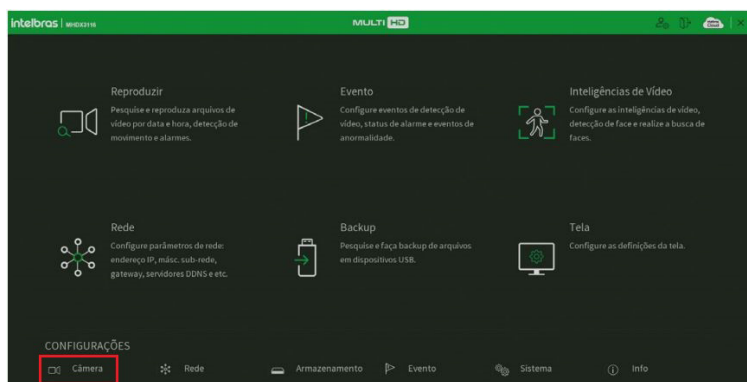 intelbras | MHDX3116
MULTI HD
Reproduzir
Pesquise e reproduza arquivos de
vídeo por data e hora, detecção de
movimento e alarmes.
Evento
Configure eventos de detecção de
vídeo, status de alarme e eventos de
anormalidade.
Inteligências de Vídeo
Configure as inteligências de vídeo,
detecção de face e realize a busca de
faces.
Rede
Configure parâmetros de rede:
endereço IP, másc. sub-rede,
gateway, servidores DDNS e etc.
Backup
Pesquise e faça backup de arquivos
em dispositivos USB.
Tela
Configure as definições da tela.
CONFIGURAÇÕES
Câmera Rede Armazenamento Evento Sistema Info